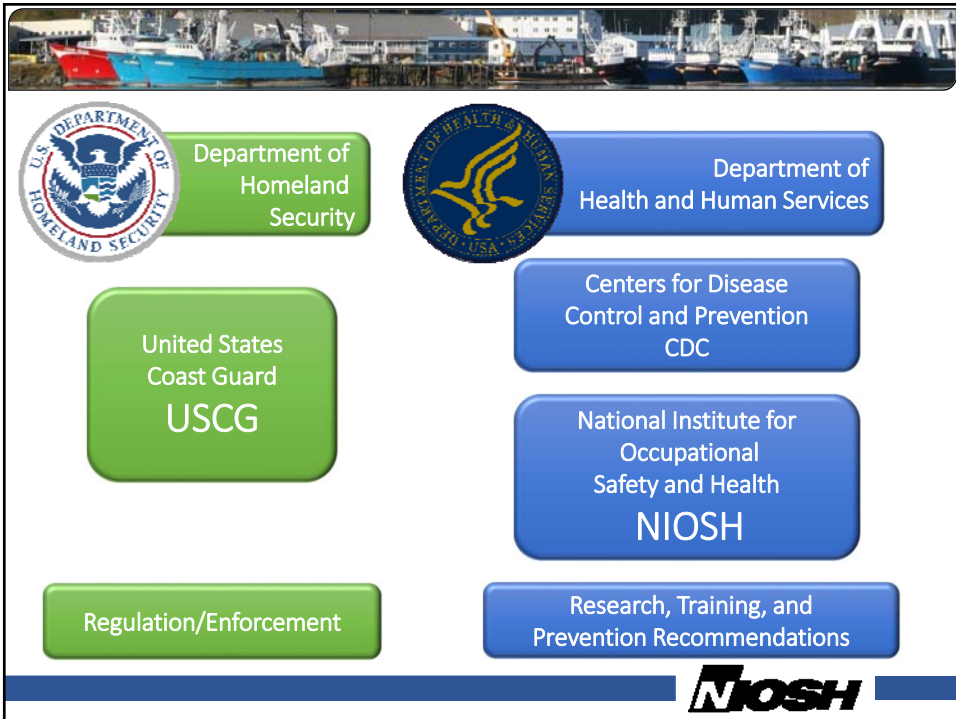 U.S. DEPARTMENT OF
HOMELAND SECURITY
Department of
Homeland
Security
DEPARTMENT OF HEALTH & HUMAN SERVICES · USA
Department of
Health and Human Services
United States
Coast Guard
USCG
Centers for Disease
Control and Prevention
CDC
National Institute for
Occupational
Safety and Health
NIOSH
Regulation/Enforcement
Research, Training, and
Prevention Recommendations
NIOSH